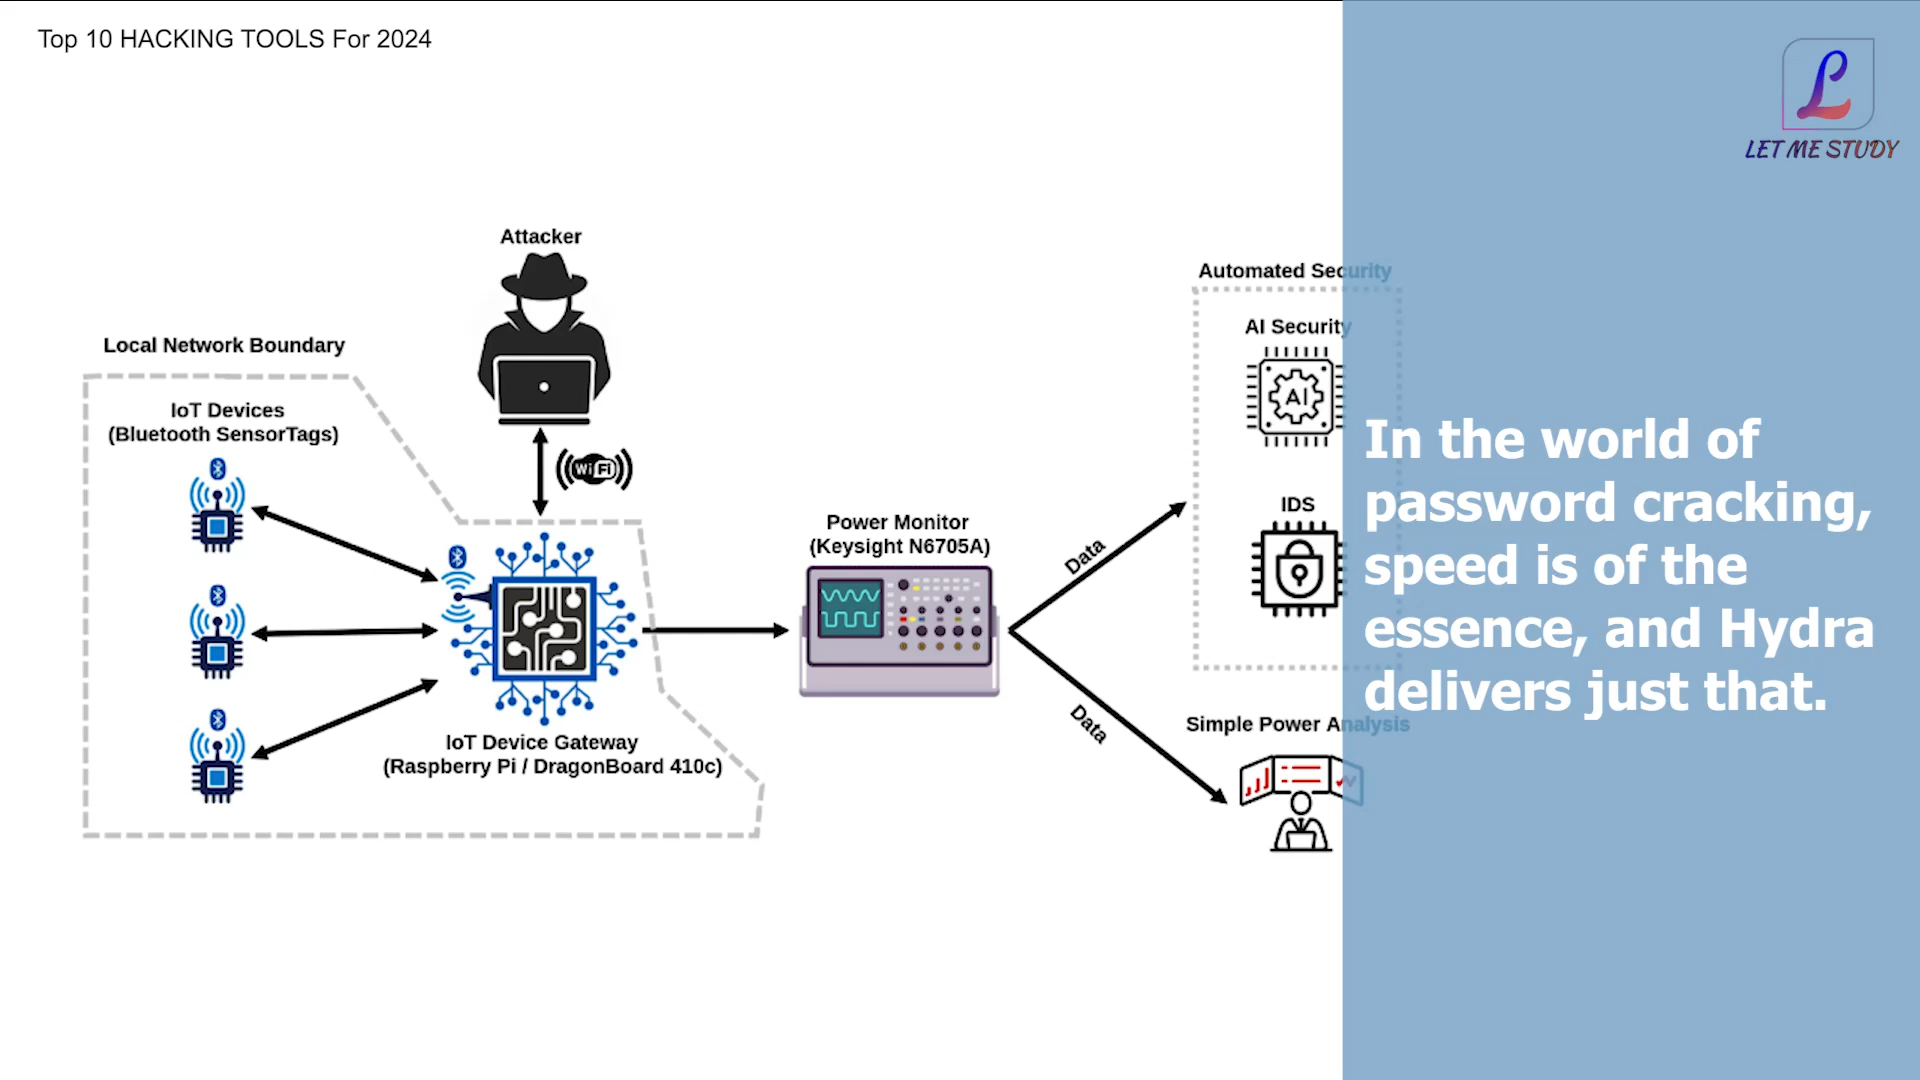 Top 10 HACKING TOOLS For 2024
L
LET ME STUDY
Attacker
Local Network Boundary
IoT Devices
(Bluetooth SensorTags)
WiFi
IoT Device Gateway
(Raspberry Pi / DragonBoard 410c)
Power Monitor
(Keysight N6705A)
Data
Data
Automated Security
AI Security
AI
IDS
Simple Power Analysis
In the world of
password cracking,
speed is of the
essence, and Hydra
delivers just that.